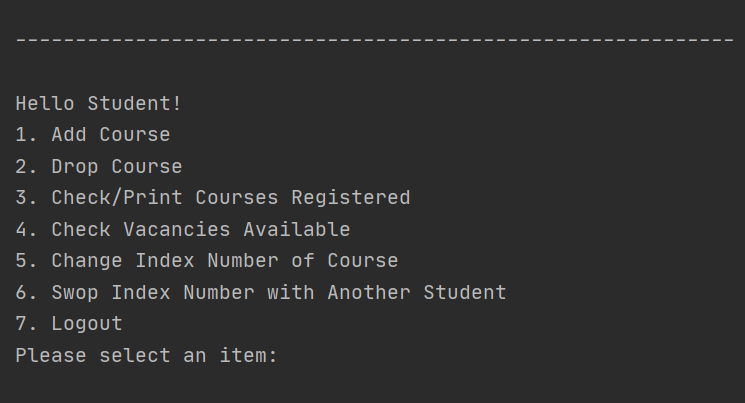 ------------------------------------------------------------
Hello Student!
1. Add Course
2. Drop Course
3. Check/Print Courses Registered
4. Check Vacancies Available
5. Change Index Number of Course
6. Swop Index Number with Another Student
7. Logout
Please select an item: